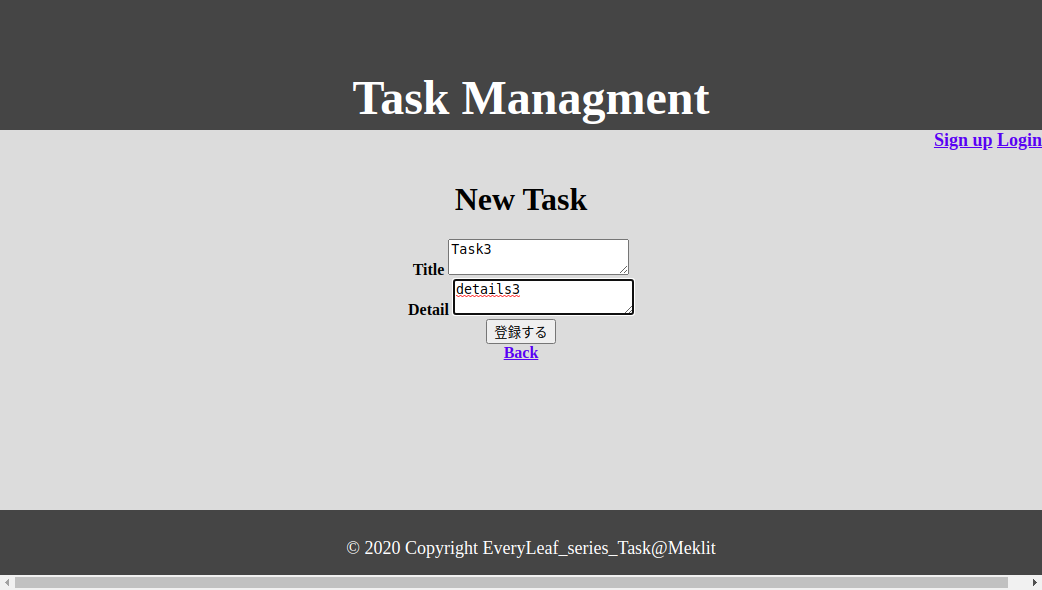 Task Managment
Sign up Login
New Task
Task3
Title
details3
Detail
登録する
Back
© 2020 Copyright EveryLeaf_series_Task@Meklit